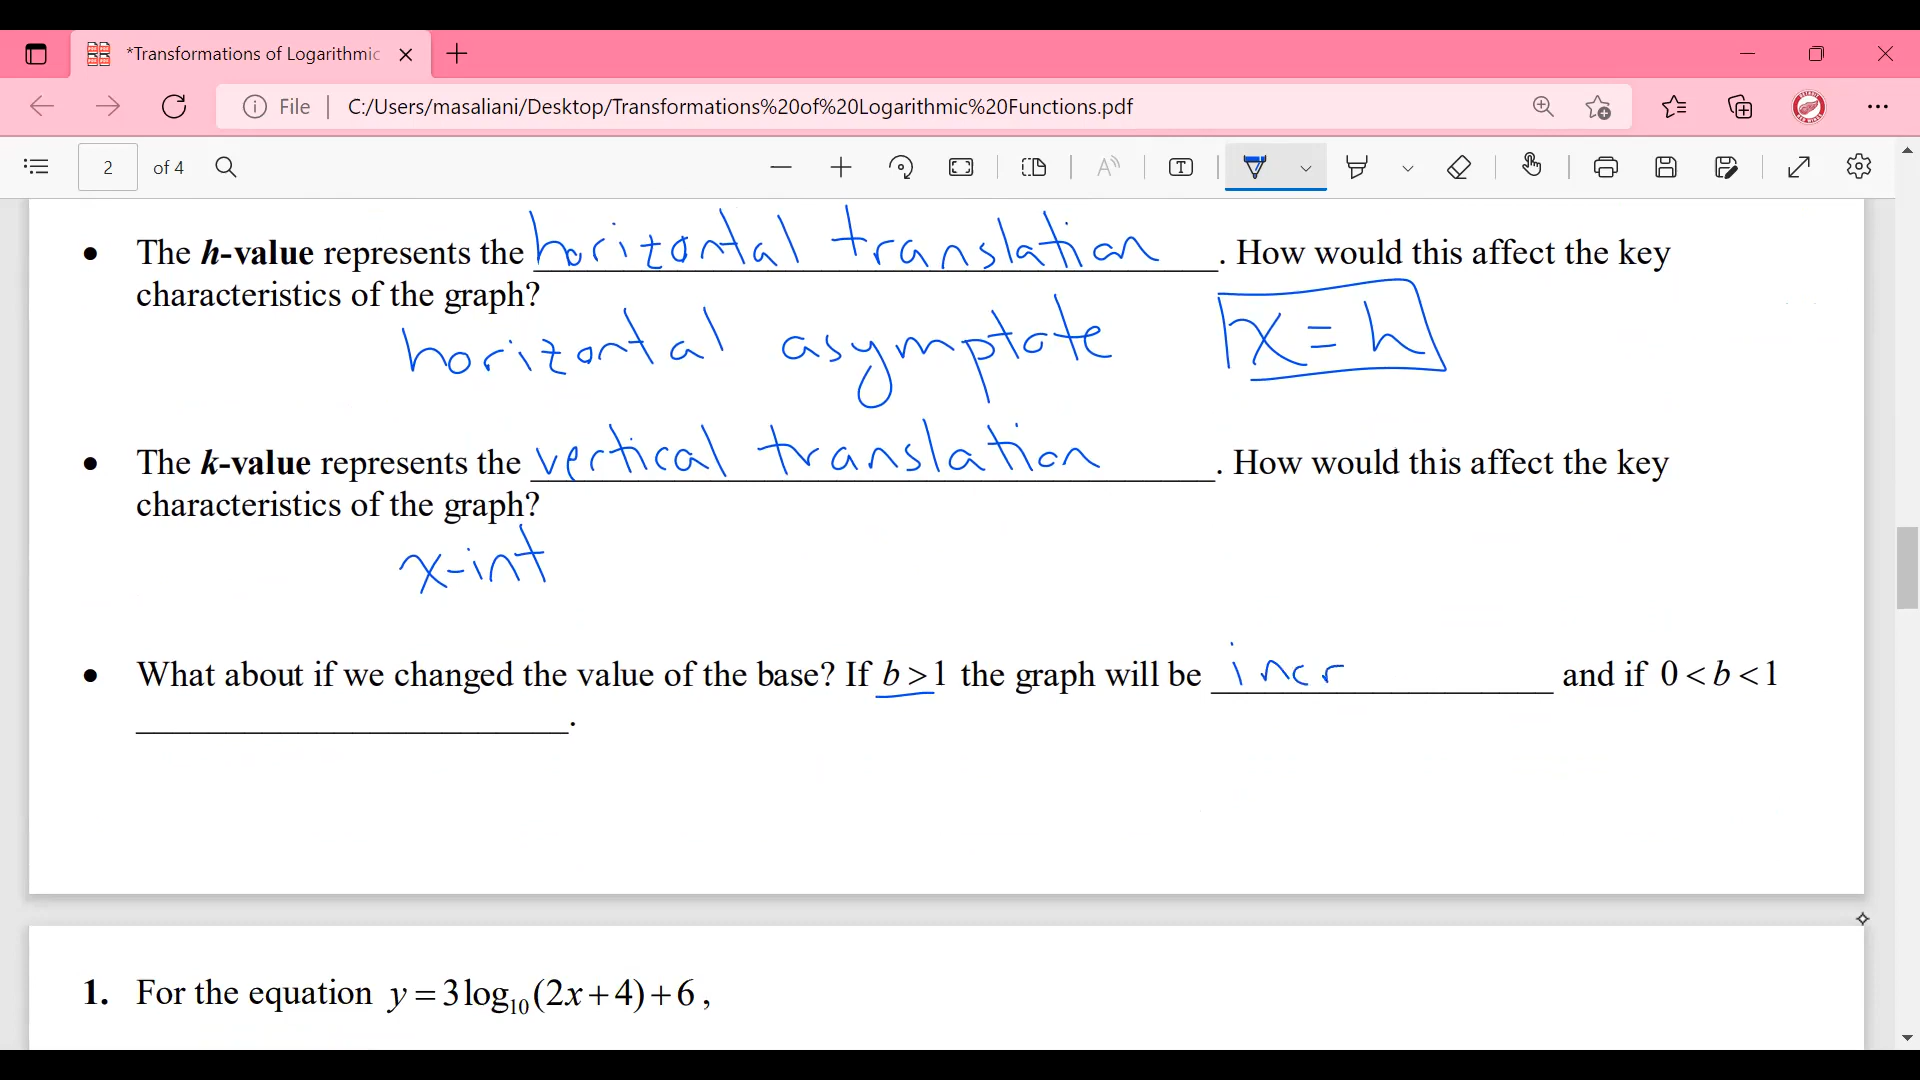 *Transformations of Logarithmic
File | C:/Users/masaliani/Desktop/Transformations%20of%20Logarithmic%20Functions.pdf
2 of 4
• The h-value represents the horizontal translation. How would this affect the key
characteristics of the graph?
horizontal asymptote x = h
• The k-value represents the vertical translation. How would this affect the key
characteristics of the graph?
x-int
• What about if we changed the value of the base? If b > 1 the graph will be incr and if 0 < b < 1
____________________.
1. For the equation y = 3log₁₀(2x + 4) + 6,